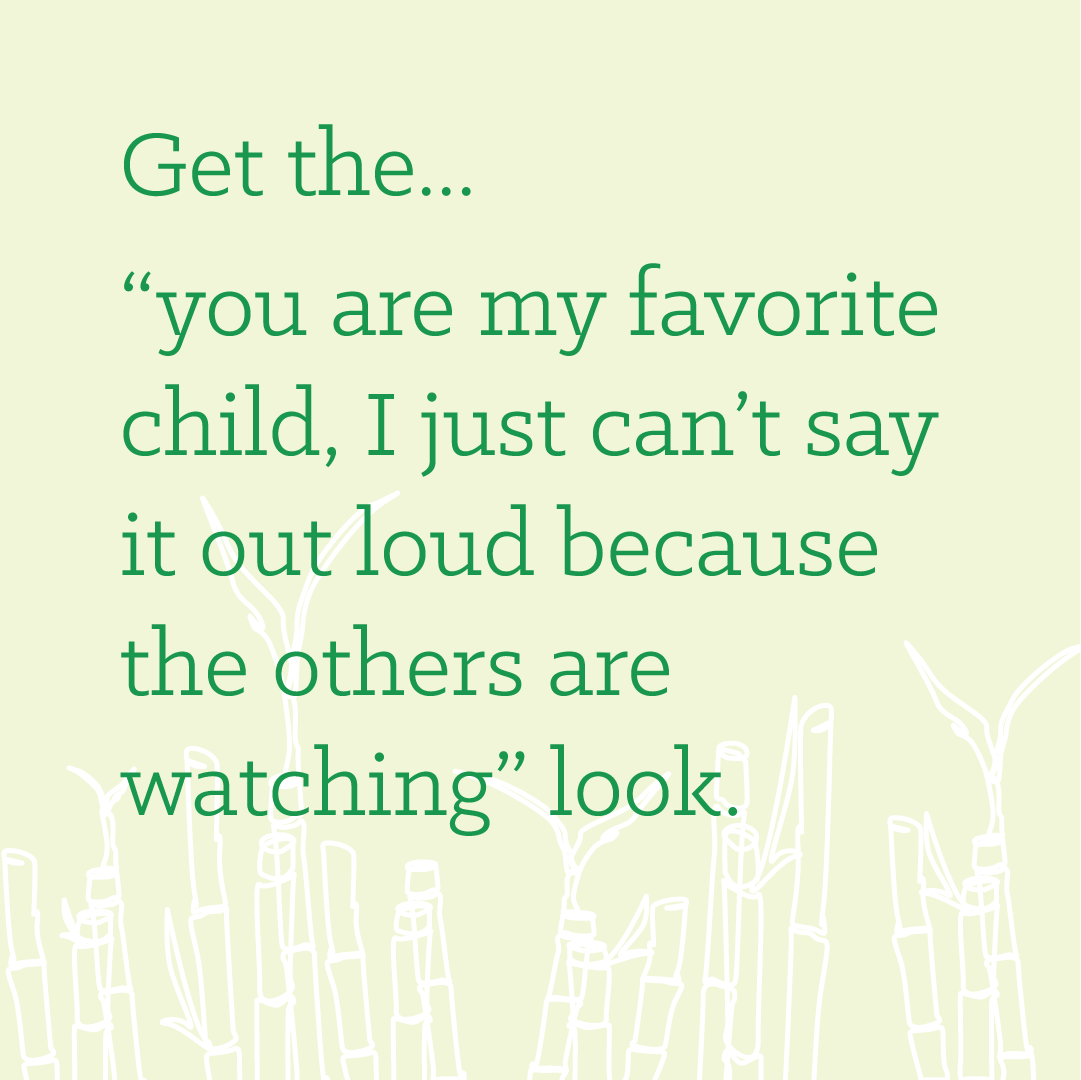 Get the...
“you are my favorite
child, I just can’t say
it out loud because
the others are
watching” look.